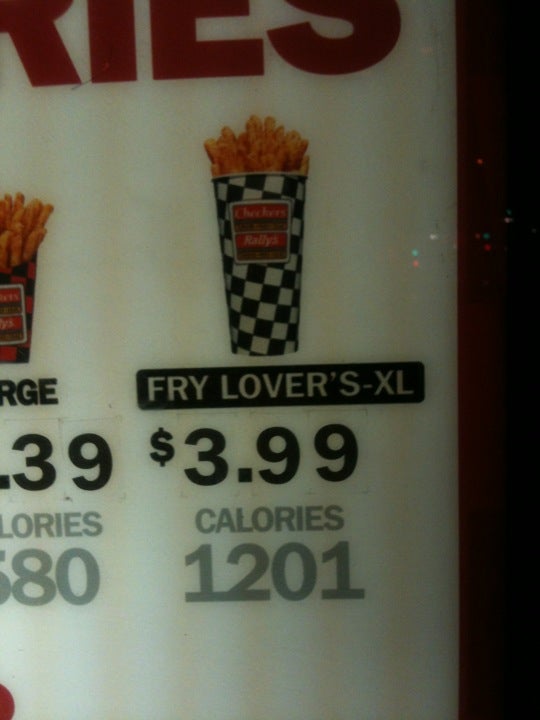 RIES
Checkers
Rally's
RGE
FRY LOVER'S-XL
.39
$3.99
LORIES
CALORIES
580
1201